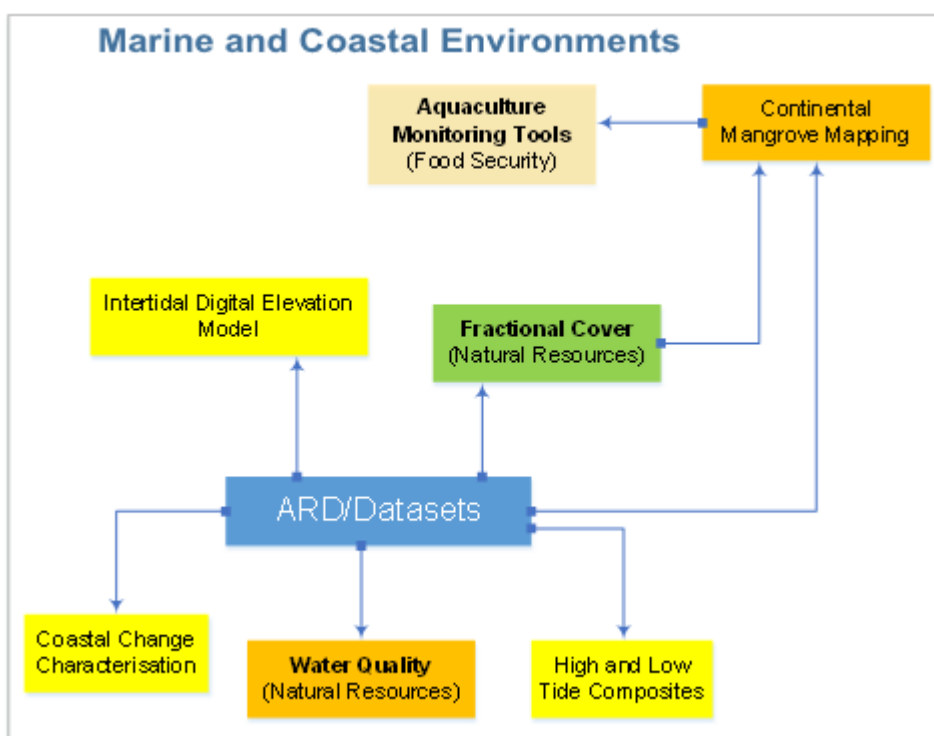 Marine and Coastal Environments
Aquaculture
Monitoring Tools
(Food Security)
Continental
Mangrove Mapping
Intertidal Digital Elevation
Model
Fractional Cover
(Natural Resources)
ARD/Datasets
Coastal Change
Characterisation
Water Quality
(Natural Resources)
High and Low
Tide Composites